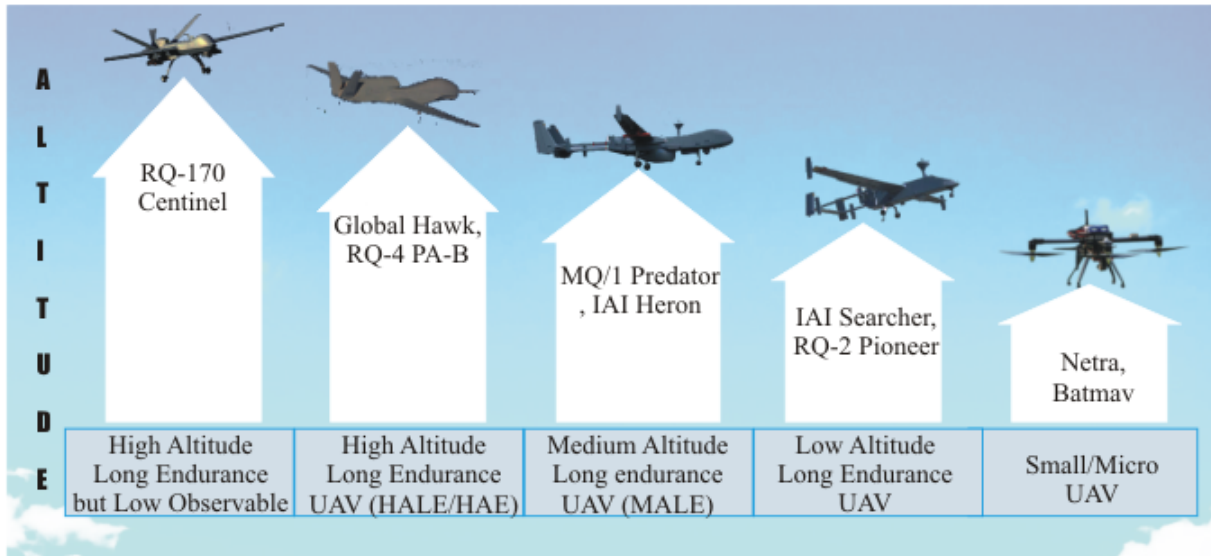 ALTITUDE
RQ-170
Centinel
Global Hawk,
RQ-4 PA-B
MQ/1 Predator
, IAI Heron
IAI Searcher,
RQ-2 Pioneer
Netra,
Batmav
High Altitude
Long Endurance
but Low Observable
High Altitude
Long Endurance
UAV (HALE/HAE)
Medium Altitude
Long endurance
UAV (MALE)
Low Altitude
Long Endurance
UAV
Small/Micro
UAV